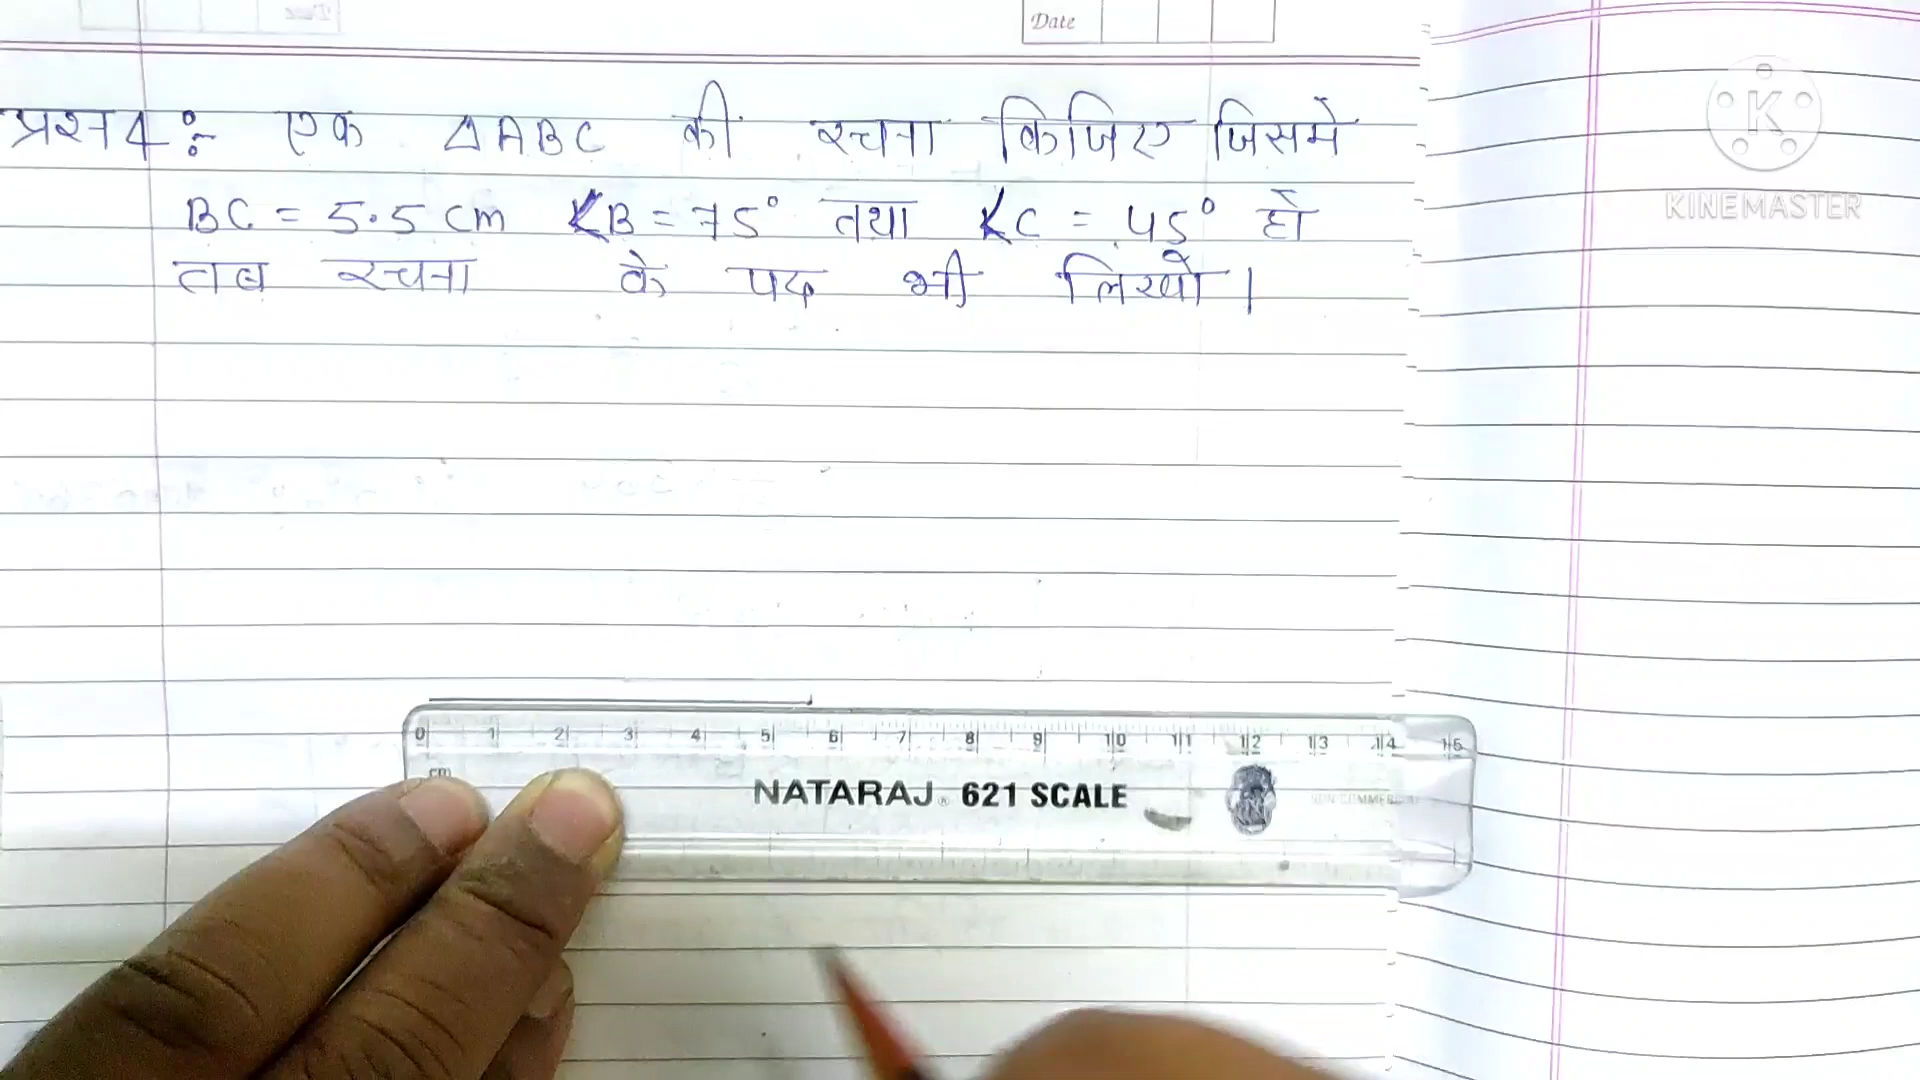 Date
प्रश्न 4 :- एक △ABC की रचना किजिए जिसमे
BC = 5.5 cm ∠B = 75° तथा ∠C = 45° हो
तब रचना के पद भी लिखो।
K
KINEMASTER
0 1 2 3 4 5 6 7 8 9 10 11 12 13 14 15
cm
NATARAJ® 621 SCALE